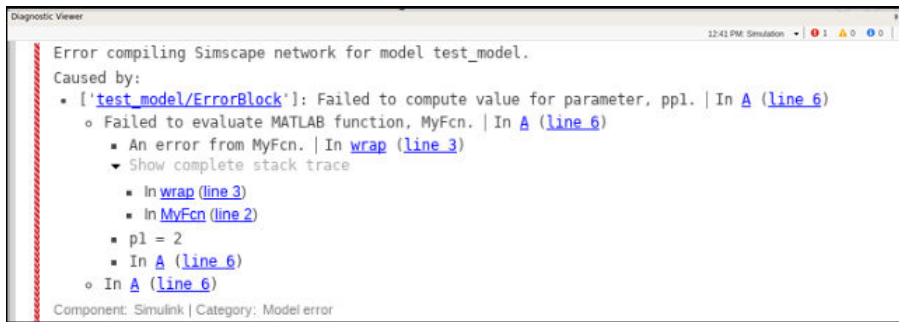 Diagnostic Viewer
12:41 PM: Simulation 1 0 0
Error compiling Simscape network for model test_model.
Caused by:
['test_model/ErrorBlock']: Failed to compute value for parameter, pp1. | In A (line 6)
Failed to evaluate MATLAB function, MyFcn. | In A (line 6)
An error from MyFcn. | In wrap (line 3)
Show complete stack trace
In wrap (line 3)
In MyFcn (line 2)
p1 = 2
In A (line 6)
In A (line 6)
Component: Simulink | Category: Model error